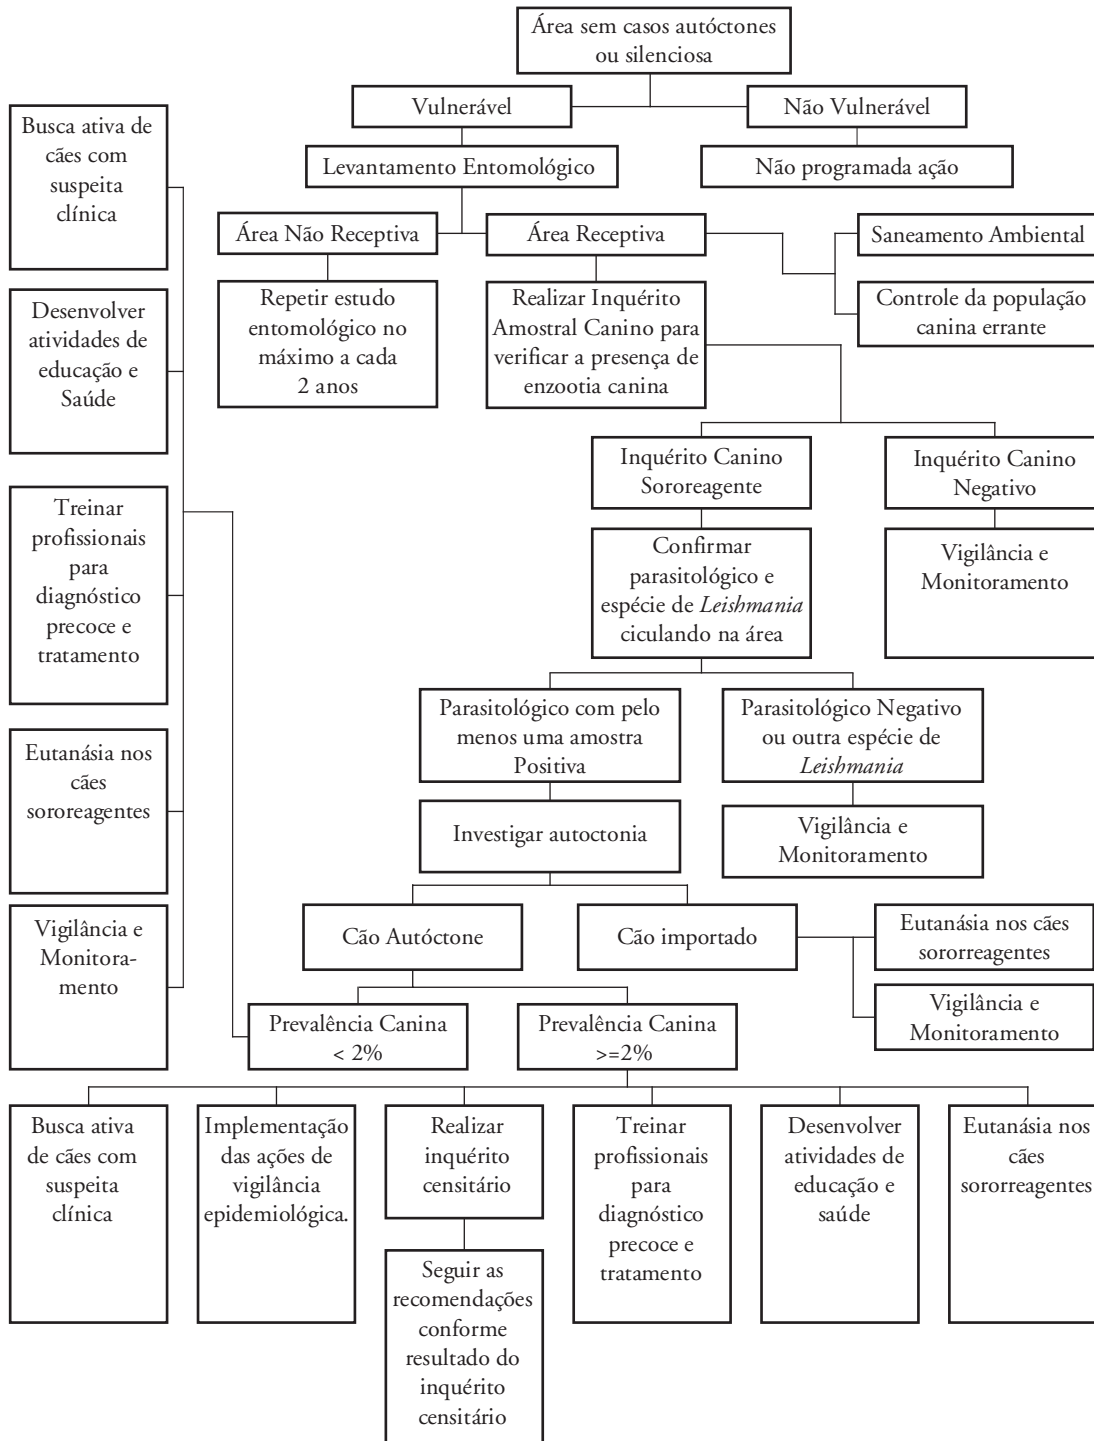 Área sem casos autóctones
ou silenciosa
Vulnerável
Não Vulnerável
Levantamento Entomológico
Não programada ação
Área Não Receptiva
Área Receptiva
Saneamento Ambiental
Controle da população
canina errante
Repetir estudo
entomológico no
máximo a cada
2 anos
Realizar Inquérito
Amostral Canino para
verificar a presença de
enzootia canina
Inquérito Canino
Sororeagente
Inquérito Canino
Negativo
Confirmar
parasitológico e
espécie de Leishmania
ciculando na área
Vigilância e
Monitoramento
Parasitológico com pelo
menos uma amostra
Positiva
Parasitológico Negativo
ou outra espécie de
Leishmania
Investigar autoctonia
Vigilância e
Monitoramento
Cão Autóctone
Cão importado
Eutanásia nos cães
sororreagentes
Vigilância e
Monitoramento
Prevalência Canina
< 2%
Prevalência Canina
>=2%
Busca ativa de
cães com
suspeita
clínica
Desenvolver
atividades de
educação e
Saúde
Treinar
profissionais
para
diagnóstico
precoce e
tratamento
Eutanásia nos
cães
sororeagentes
Vigilância e
Monitora-
mento
Busca ativa
de cães com
suspeita
clínica
Implementação
das ações de
vigilância
epidemiológica.
Realizar
inquérito
censitário
Seguir as
recomendações
conforme
resultado do
inquérito
censitário
Treinar
profissionais
para
diagnóstico
precoce e
tratamento
Desenvolver
atividades de
educação e
saúde
Eutanásia nos
cães
sororreagentes